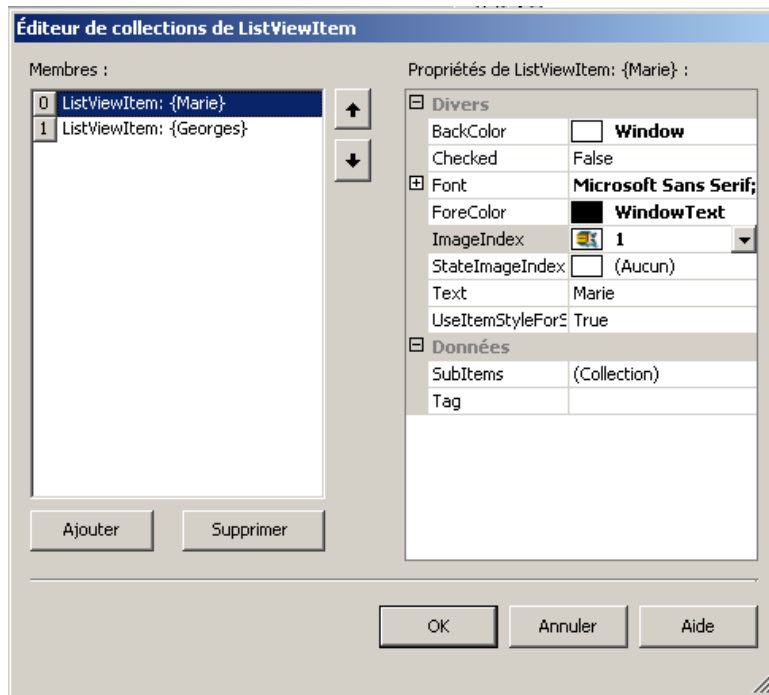 Éditeur de collections de ListViewItem
Membres :
0 ListViewItem: {Marie}
1 ListViewItem: {Georges}
Ajouter
Supprimer
Propriétés de ListViewItem: {Marie} :
Divers
BackColor Window
Checked False
Font Microsoft Sans Serif;
ForeColor WindowText
ImageIndex 1
StateImageIndex (Aucun)
Text Marie
UseItemStyleForS True
Données
SubItems (Collection)
Tag
OK
Annuler
Aide